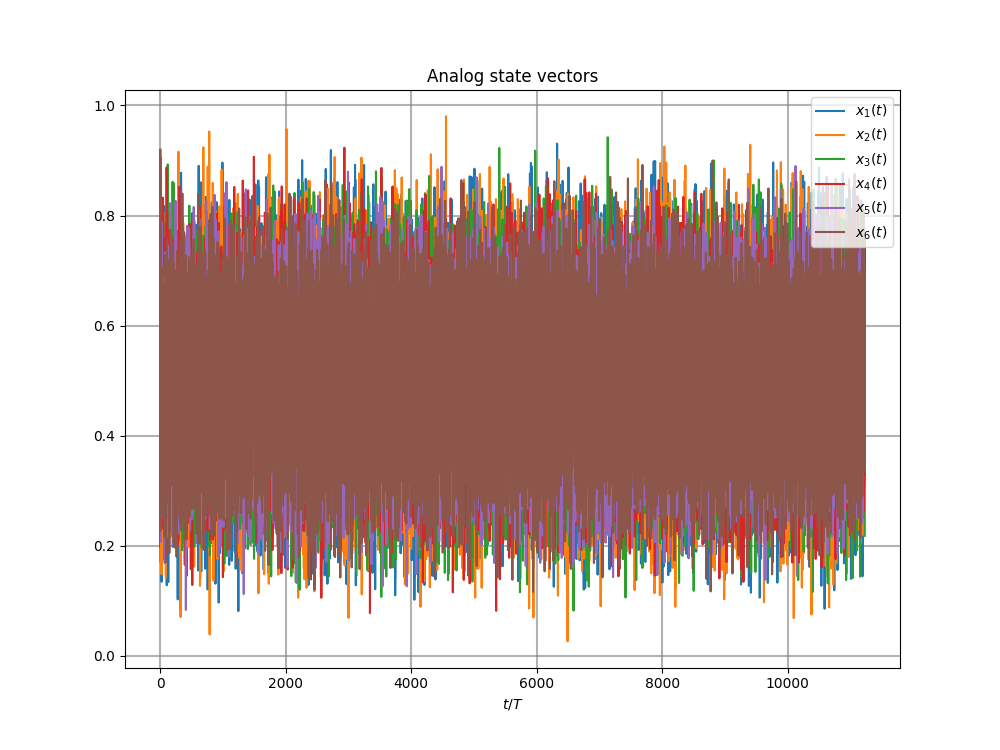 Analog state vectors
1.0
0.8
0.6
0.4
0.2
0.0
x₁(t)
x₂(t)
x₃(t)
x₄(t)
x₅(t)
x₆(t)
0 2000 4000 6000 8000 10000
t/T